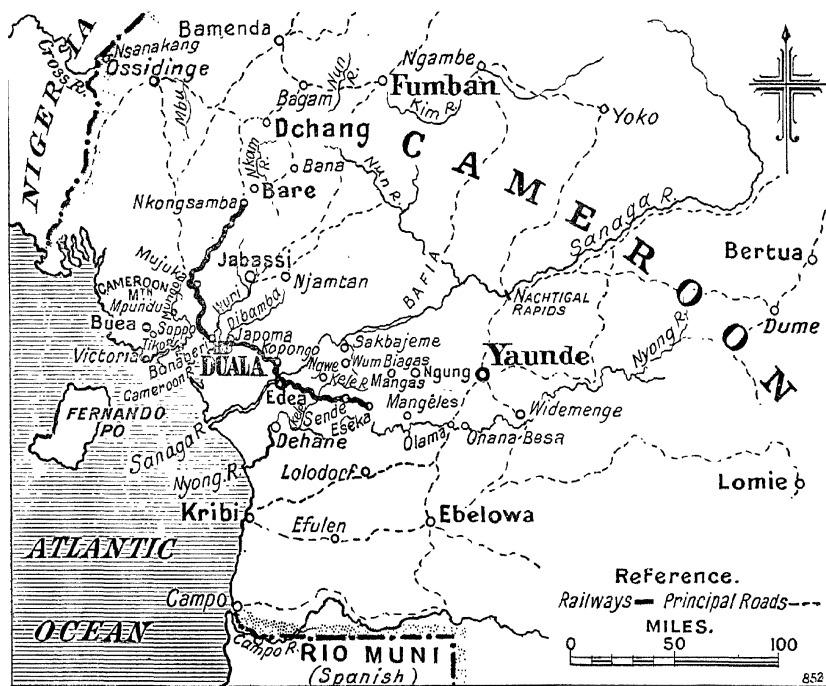 Bamenda
Nsanakang
Ossidinge
Cross R.
NIGERIA
Mbu
Ngambe
Nun R.
Bagam
Fumban
Kim R.
Yoko
Dchang
CAMEROON
Nkam R.
Bana
Nun R.
Bare
Nkongsamba
Sanaga R.
Bertua
Mujuka
Jabassi
Njamtan
BAFIA
CAMEROON MTN
Mungo
Wuri
Dibamba
NACHTIGAL RAPIDS
Mpundu
Buea
Soppo
Tiko
Victoria
Bonaberi
Japoma
Kopongo
Sakbajeme
Dume
Nyong R.
DUALA
Ngwe
Wum Biagas
Kele R.
Mangas
Ngung
Yaunde
Cameroon R.
Edea
FERNANDO PO
Sende
Eseka
Mangeles
Widemenge
Sanaga R.
Dehane
Olama
Onana Besa
Nyong R.
Lolodorf
Lomie
Kribi
Efulen
Ebelowa
ATLANTIC
OCEAN
Campo
Campo R.
RIO MUNI
(Spanish)
Reference.
Railways Principal Roads
MILES.
0 50 100
852